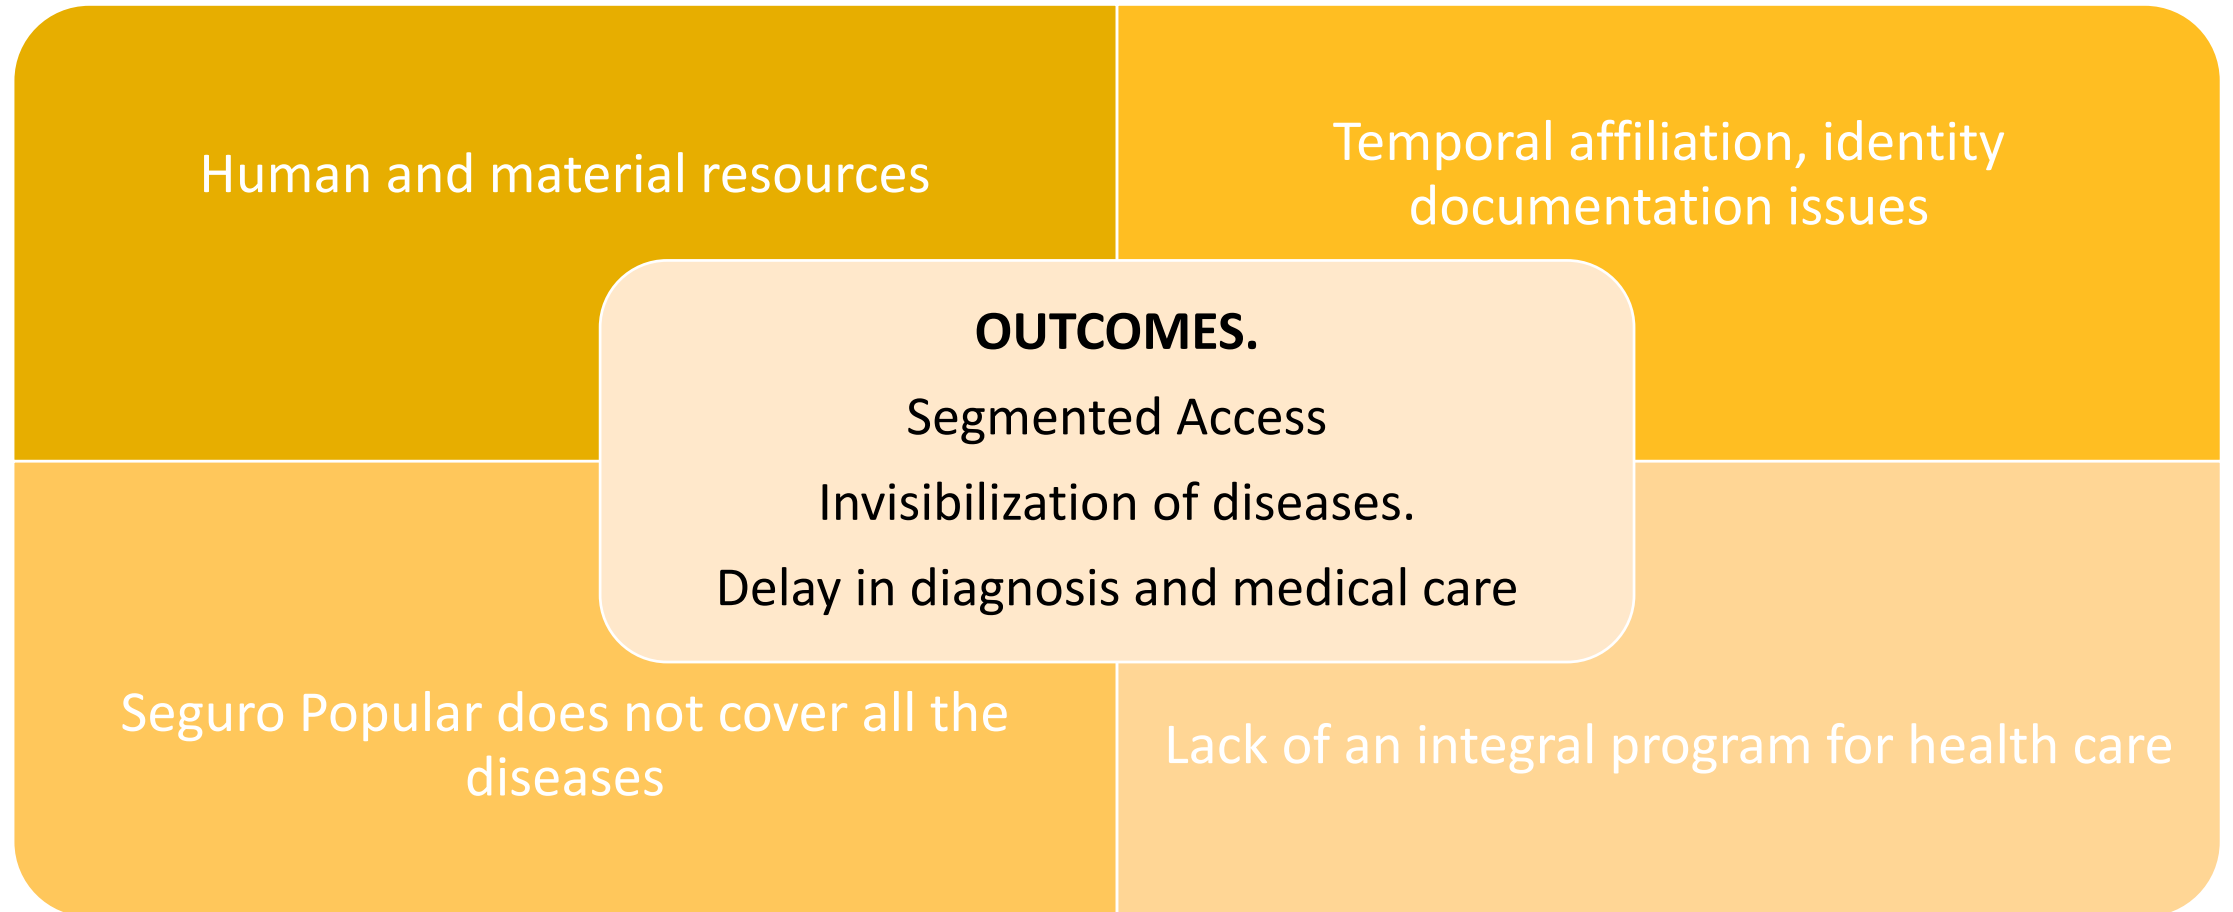 Human and material resources
Temporal affiliation, identity
documentation issues
OUTCOMES.
Segmented Access
Invisibilization of diseases.
Delay in diagnosis and medical care
Seguro Popular does not cover all the
diseases
Lack of an integral program for health care